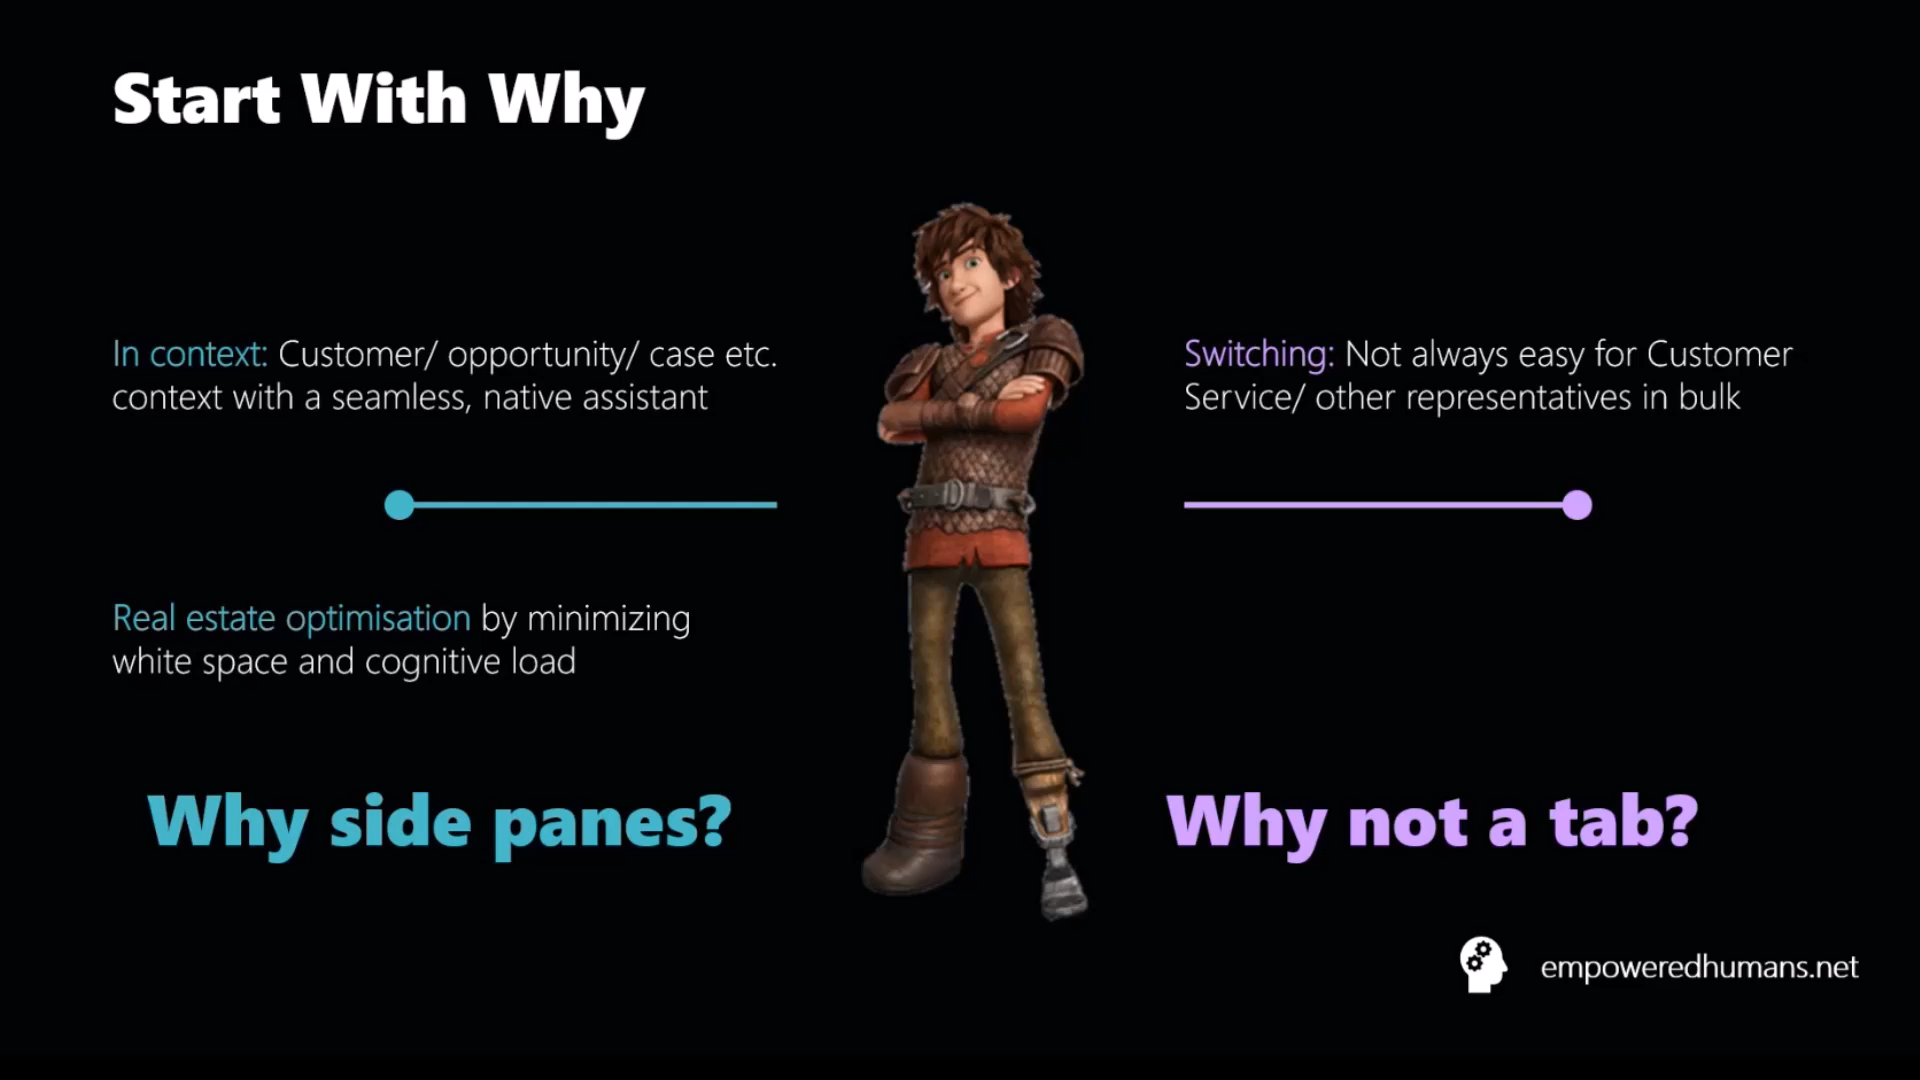 Start With Why
In context: Customer/ opportunity/ case etc.
context with a seamless, native assistant
Real estate optimisation by minimizing
white space and cognitive load
Why side panes?
Switching: Not always easy for Customer
Service/ other representatives in bulk
Why not a tab?
empoweredhumans.net